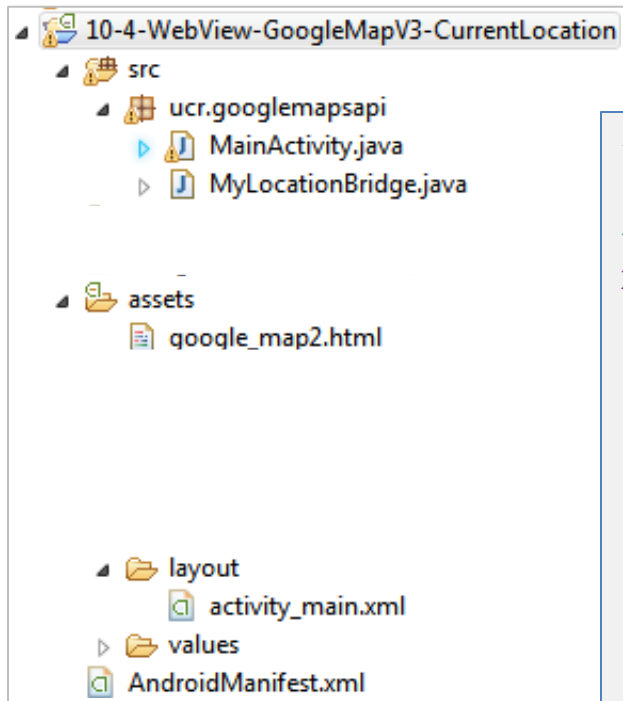 10-4-WebView-GoogleMapV3-CurrentLocation
src
ucr.googlemapsapi
MainActivity.java
MyLocationBridge.java
assets
google_map2.html
layout
activity_main.xml
values
AndroidManifest.xml